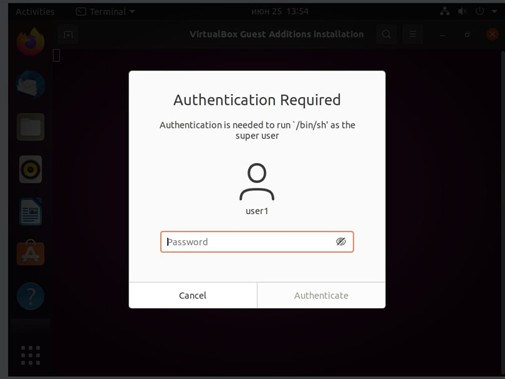 Activities
Terminal
июн 25 13:54
VirtualBox Guest Additions installation
Authentication Required
Authentication is needed to run `/bin/sh' as the
super user
user1
Password
Cancel
Authenticate